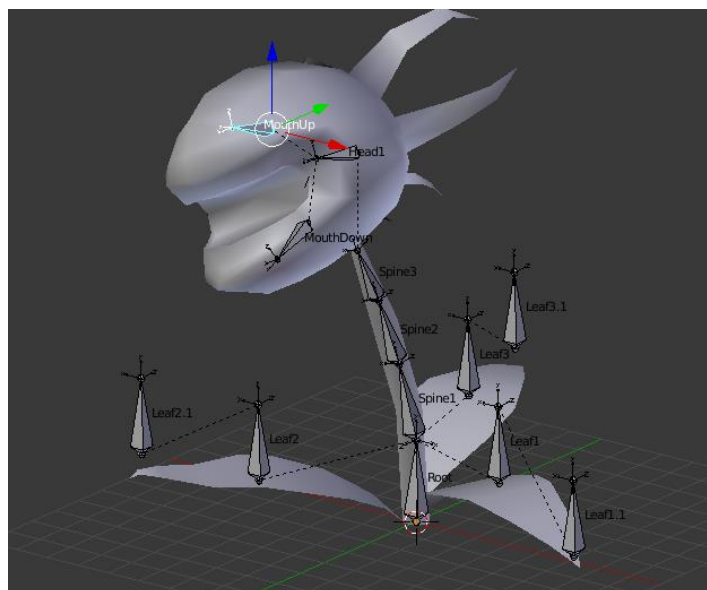 MouthUp
Head1
MouthDown
Spine3
Leaf3.1
Spine2
Leaf3
Spine1
Leaf2.1
Leaf2
Leaf1
Root
Leaf1.1